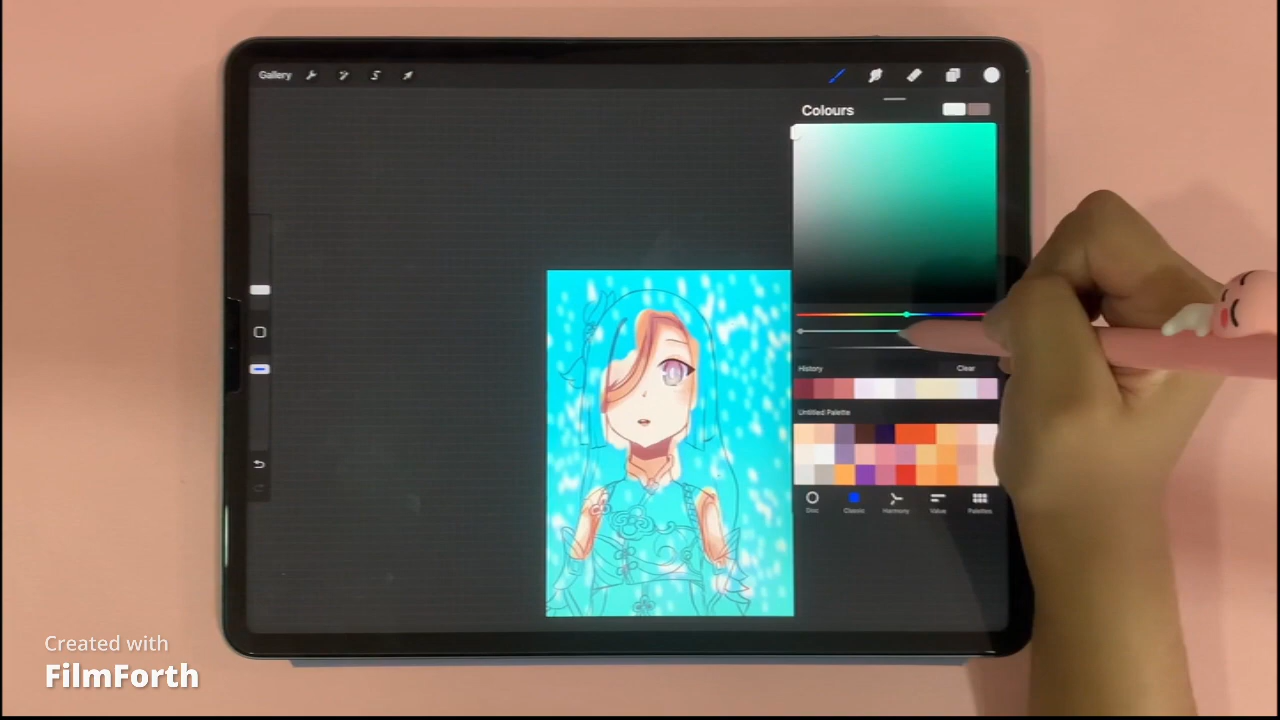 Gallery
Colours
History
Clear
Untitled Palette
Disc
Classic
Harmony
Value
Palettes
Created with
FilmForth